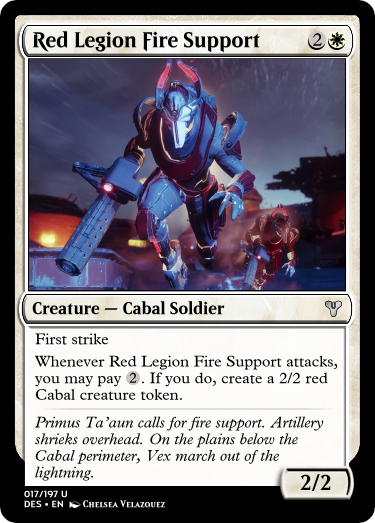 Red Legion Fire Support 2
Creature — Cabal Soldier
First strike
Whenever Red Legion Fire Support attacks,
you may pay 2. If you do, create a 2/2 red
Cabal creature token.
Primus Ta'aun calls for fire support. Artillery
shrieks overhead. On the plains below the
Cabal perimeter, Vex march out of the
lightning.
2/2
017/197 U
DES • EN Chelsea Velazouez